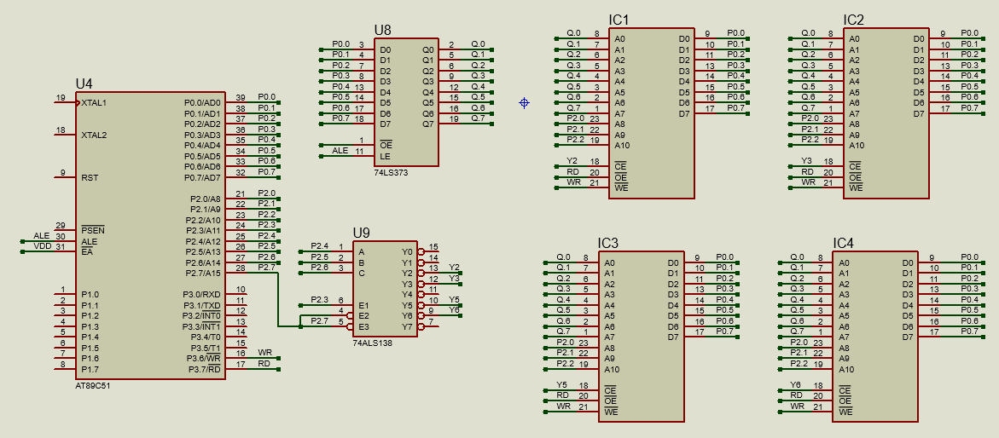 U4
19 XTAL1 P0.0/AD0 39 P0.0
P0.1/AD1 38 P0.1
P0.2/AD2 37 P0.2
18 XTAL2 P0.3/AD3 36 P0.3
P0.4/AD4 35 P0.4
P0.5/AD5 34 P0.5
P0.6/AD6 33 P0.6
9 RST P0.7/AD7 32 P0.7
P2.0/A8 21 P2.0
P2.1/A9 22 P2.1
P2.2/A10 23 P2.2
29 PSEN P2.3/A11 24 P2.3
ALE 30 ALE P2.4/A12 25 P2.4
VDD 31 EA P2.5/A13 26 P2.5
P2.6/A14 27 P2.6
P2.7/A15 28 P2.7
1 P1.0 P3.0/RXD 10
2 P1.1 P3.1/TXD 11
3 P1.2 P3.2/INT0 12
4 P1.3 P3.3/INT1 13
5 P1.4 P3.4/T0 14
6 P1.5 P3.5/T1 15
7 P1.6 P3.6/WR 16 WR
8 P1.7 P3.7/RD 17 RD
AT89C51
U8
P0.0 3 D0 Q0 2 Q.0
P0.1 4 D1 Q1 5 Q.1
P0.2 7 D2 Q2 6 Q.2
P0.3 8 D3 Q3 9 Q.3
P0.4 13 D4 Q4 12 Q.4
P0.5 14 D5 Q5 15 Q.5
P0.6 17 D6 Q6 16 Q.6
P0.7 18 D7 Q7 19 Q.7
1 OE
ALE 11 LE
74LS373
U9
P2.4 1 A Y0 15
P2.5 2 B Y1 14
P2.6 3 C Y2 13 Y2
Y3 12 Y3
Y4 11
P2.3 6 E1 Y5 10 Y5
4 E2 Y6 9 Y6
P2.7 5 E3 Y7 7
74ALS138
IC1
Q.0 8 A0 D0 9 P0.0
Q.1 7 A1 D1 10 P0.1
Q.2 6 A2 D2 11 P0.2
Q.3 5 A3 D3 13 P0.3
Q.4 4 A4 D4 14 P0.4
Q.5 3 A5 D5 15 P0.5
Q.6 2 A6 D6 16 P0.6
Q.7 1 A7 D7 17 P0.7
P2.0 23 A8
P2.1 22 A9
P2.2 19 A10
Y2 18 CE
RD 20 OE
WR 21 WE
IC2
Q.0 8 A0 D0 9 P0.0
Q.1 7 A1 D1 10 P0.1
Q.2 6 A2 D2 11 P0.2
Q.3 5 A3 D3 13 P0.3
Q.4 4 A4 D4 14 P0.4
Q.5 3 A5 D5 15 P0.5
Q.6 2 A6 D6 16 P0.6
Q.7 1 A7 D7 17 P0.7
P2.0 23 A8
P2.1 22 A9
P2.2 19 A10
Y3 18 CE
RD 20 OE
WR 21 WE
IC3
Q.0 8 A0 D0 9 P0.0
Q.1 7 A1 D1 10 P0.1
Q.2 6 A2 D2 11 P0.2
Q.3 5 A3 D3 13 P0.3
Q.4 4 A4 D4 14 P0.4
Q.5 3 A5 D5 15 P0.5
Q.6 2 A6 D6 16 P0.6
Q.7 1 A7 D7 17 P0.7
P2.0 23 A8
P2.1 22 A9
P2.2 19 A10
Y5 18 CE
RD 20 OE
WR 21 WE
IC4
Q.0 8 A0 D0 9 P0.0
Q.1 7 A1 D1 10 P0.1
Q.2 6 A2 D2 11 P0.2
Q.3 5 A3 D3 13 P0.3
Q.4 4 A4 D4 14 P0.4
Q.5 3 A5 D5 15 P0.5
Q.6 2 A6 D6 16 P0.6
Q.7 1 A7 D7 17 P0.7
P2.0 23 A8
P2.1 22 A9
P2.2 19 A10
Y6 18 CE
RD 20 OE
WR 21 WE